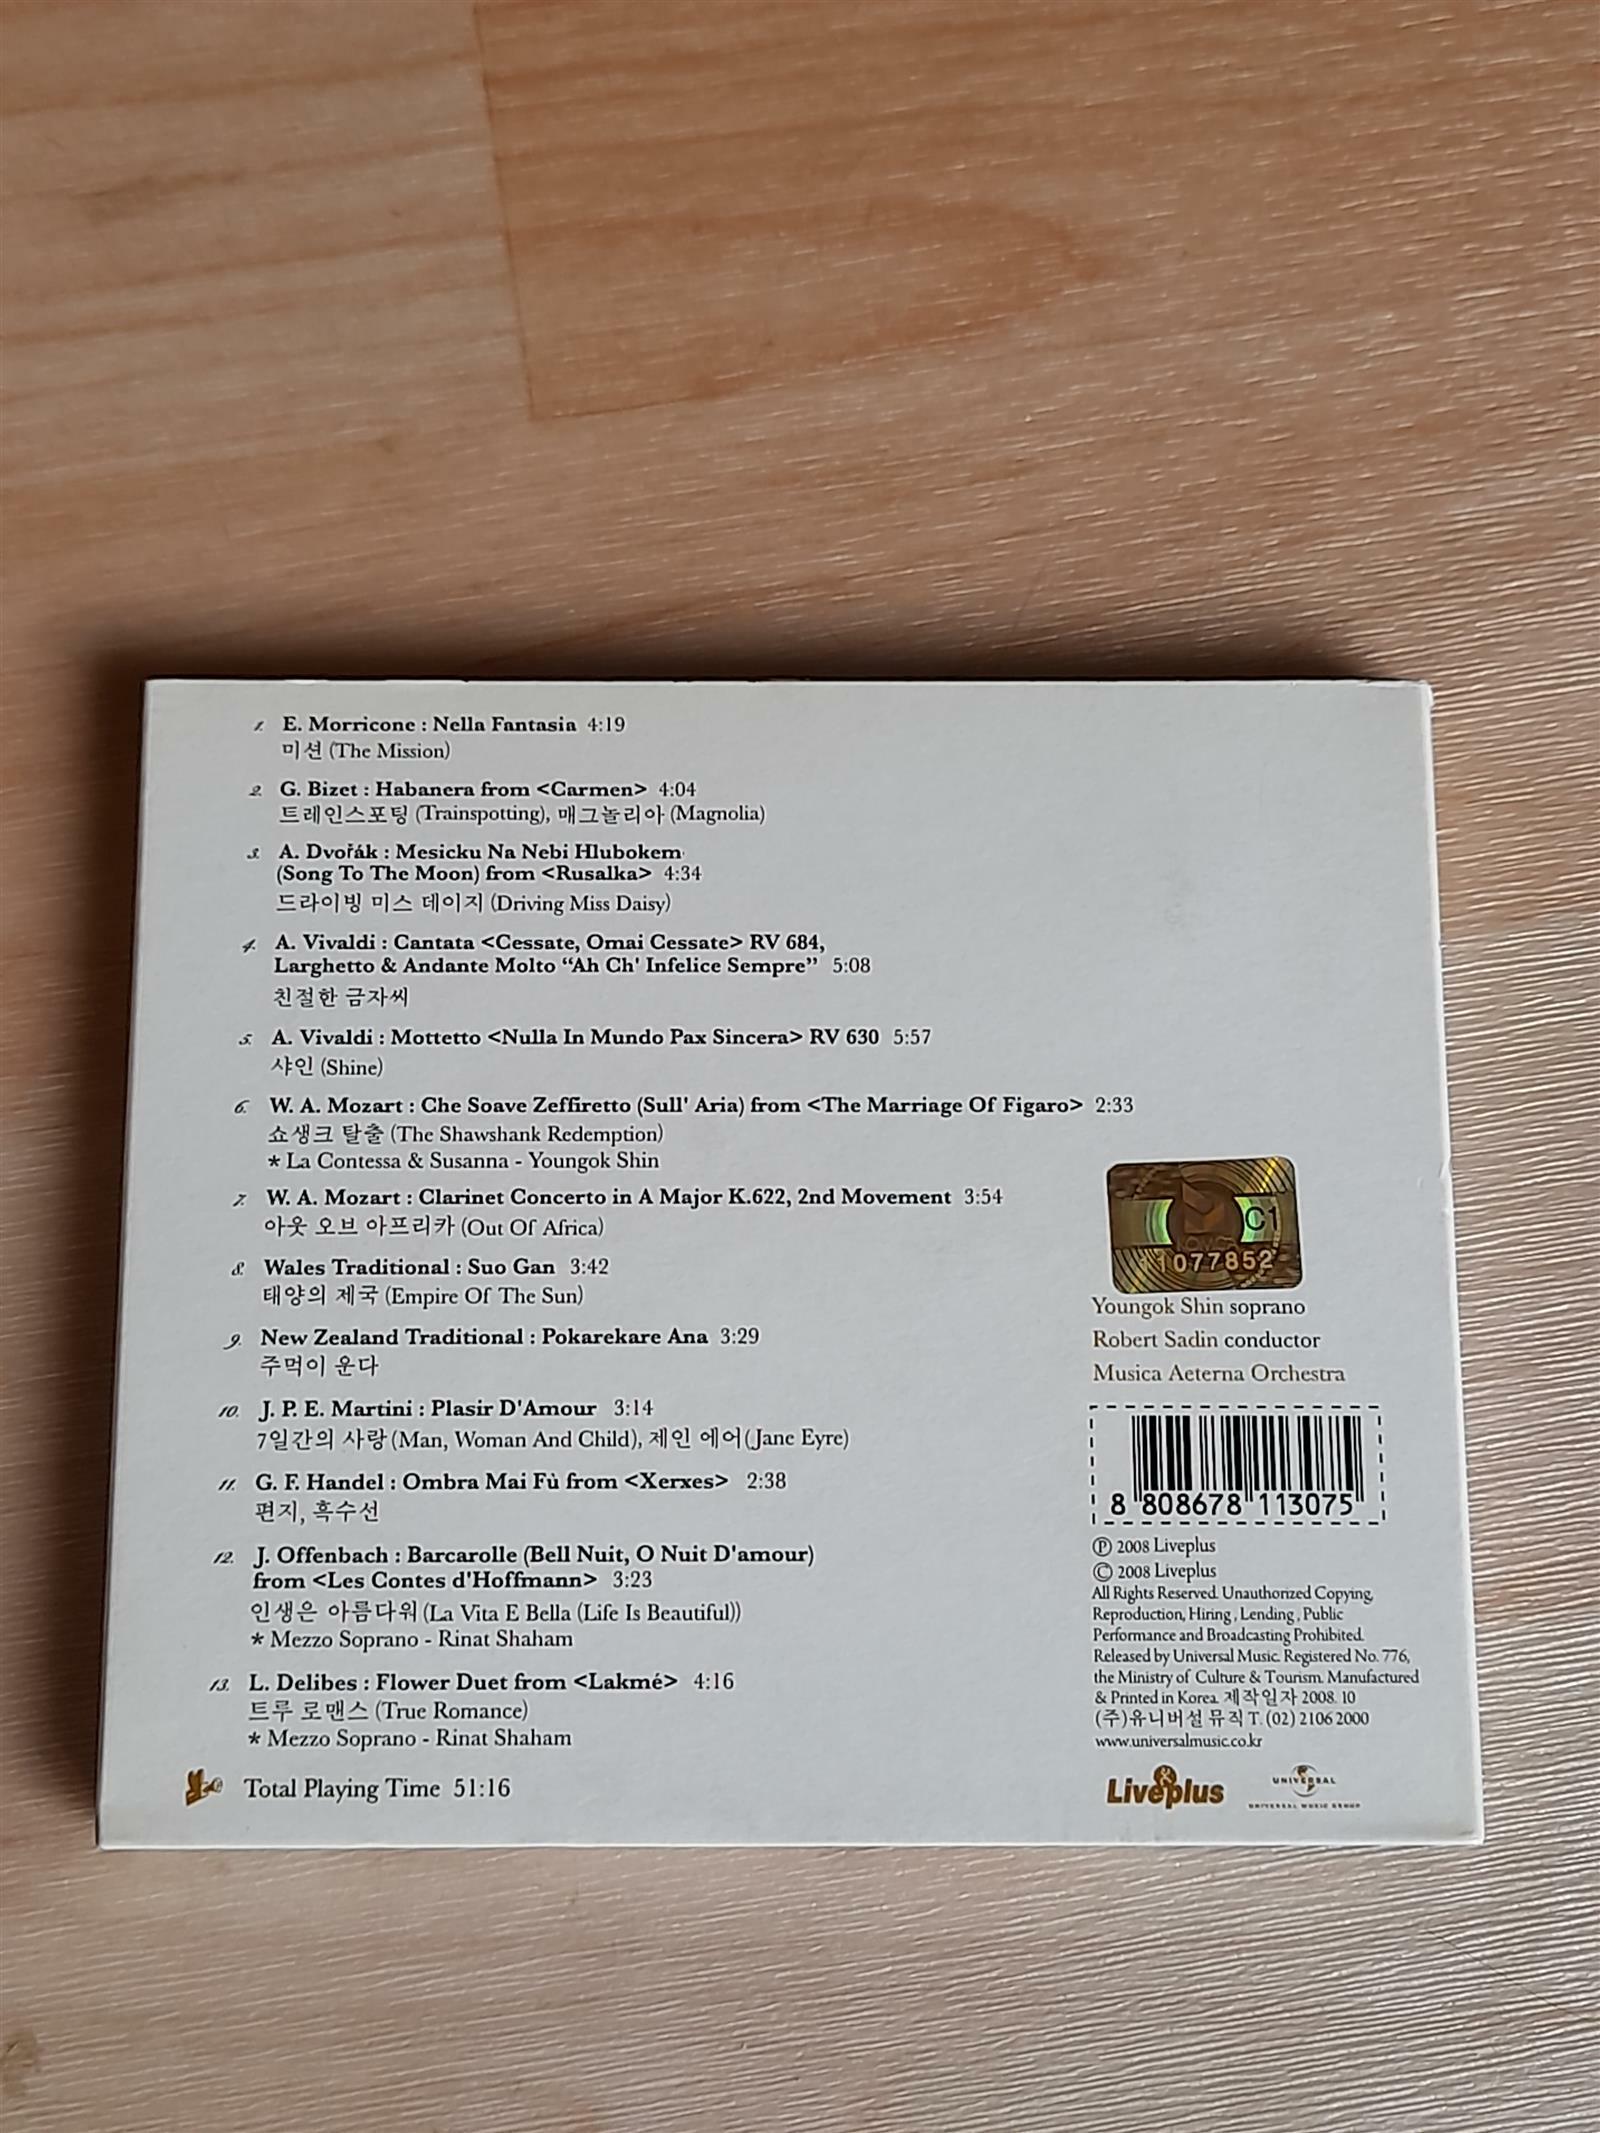 1. E. Morricone : Nella Fantasia 4:19
미션 (The Mission)
2. G. Bizet : Habanera from <Carmen> 4:04
트레인스포팅 (Trainspotting), 매그놀리아 (Magnolia)
3. A. Dvořák : Mesicku Na Nebi Hlubokem
(Song To The Moon) from <Rusalka> 4:34
드라이빙 미스 데이지 (Driving Miss Daisy)
4. A. Vivaldi : Cantata <Cessate, Omai Cessate> RV 684,
Larghetto & Andante Molto “Ah Ch' Infelice Sempre” 5:08
친절한 금자씨
5. A. Vivaldi : Mottetto <Nulla In Mundo Pax Sincera> RV 630 5:57
샤인 (Shine)
6. W. A. Mozart : Che Soave Zeffiretto (Sull' Aria) from <The Marriage Of Figaro> 2:33
쇼생크 탈출 (The Shawshank Redemption)
* La Contessa & Susanna - Youngok Shin
7. W. A. Mozart : Clarinet Concerto in A Major K.622, 2nd Movement 3:54
아웃 오브 아프리카 (Out Of Africa)
8. Wales Traditional : Suo Gan 3:42
태양의 제국 (Empire Of The Sun)
9. New Zealand Traditional : Pokarekare Ana 3:29
주먹이 운다
10. J. P. E. Martini : Plasir D'Amour 3:14
7일간의 사랑 (Man, Woman And Child), 제인 에어 (Jane Eyre)
11. G. F. Handel : Ombra Mai Fù from <Xerxes> 2:38
편지, 흑수선
12. J. Offenbach : Barcarolle (Bell Nuit, O Nuit D'amour)
from <Les Contes d'Hoffmann> 3:23
인생은 아름다워 (La Vita E Bella (Life Is Beautiful))
* Mezzo Soprano - Rinat Shaham
13. L. Delibes : Flower Duet from <Lakmé> 4:16
트루 로맨스 (True Romance)
* Mezzo Soprano - Rinat Shaham
Total Playing Time 51:16
C1
11077852
Youngok Shin soprano
Robert Sadin conductor
Musica Aeterna Orchestra
8 808678 113075
Ⓟ 2008 Liveplus
© 2008 Liveplus
All Rights Reserved. Unauthorized Copying,
Reproduction, Hiring, Lending, Public
Performance and Broadcasting Prohibited.
Released by Universal Music. Registered No. 776,
the Ministry of Culture & Tourism. Manufactured
& Printed in Korea. 제작일자 2008. 10
(주)유니버설 뮤직 T. (02) 2106 2000
www.universalmusic.co.kr
Liveplus
UNIVERSAL
UNIVERSAL MUSIC GROUP